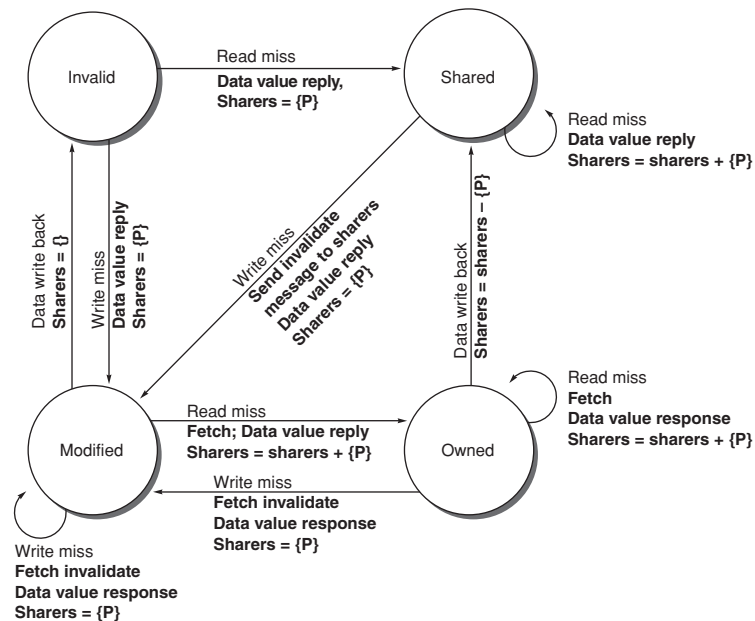 Invalid
Read miss
Data value reply,
Sharers = {P}
Shared
Read miss
Data value reply
Sharers = sharers + {P}
Data write back
Sharers = {}
Write miss
Data value reply
Sharers = {P}
Write miss
Send invalidate
message to sharers
Data value reply
Sharers = {P}
Data write back
Sharers = sharers – {P}
Modified
Read miss
Fetch; Data value reply
Sharers = sharers + {P}
Owned
Read miss
Fetch
Data value response
Sharers = sharers + {P}
Write miss
Fetch invalidate
Data value response
Sharers = {P}
Write miss
Fetch invalidate
Data value response
Sharers = {P}